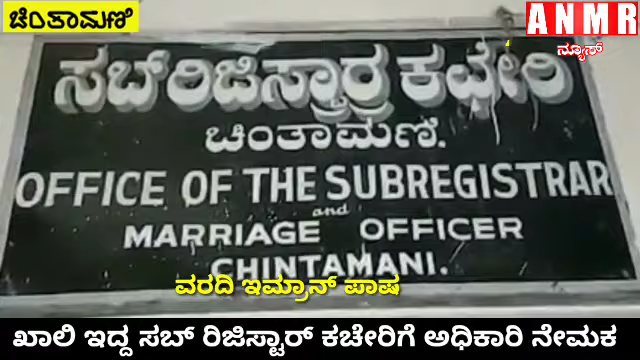 ಚಿಂತಾಮಣಿ
ANMR
ನ್ಯೂಸ್
ಸಬ್‌ರಿಜಿಸ್ಟ್ರಾರ್ರ ಕಛೇರಿ
ಚಿಂತಾಮಣಿ.
OFFICE OF THE SUBREGISTRAR
and
MARRIAGE OFFICER
CHINTAMANI.
ವರದಿ ಇಮ್ರಾನ್ ಪಾಷ
ಖಾಲಿ ಇದ್ದ ಸಬ್ ರಿಜಿಸ್ಟಾರ್ ಕಚೇರಿಗೆ ಅಧಿಕಾರಿ ನೇಮಕ